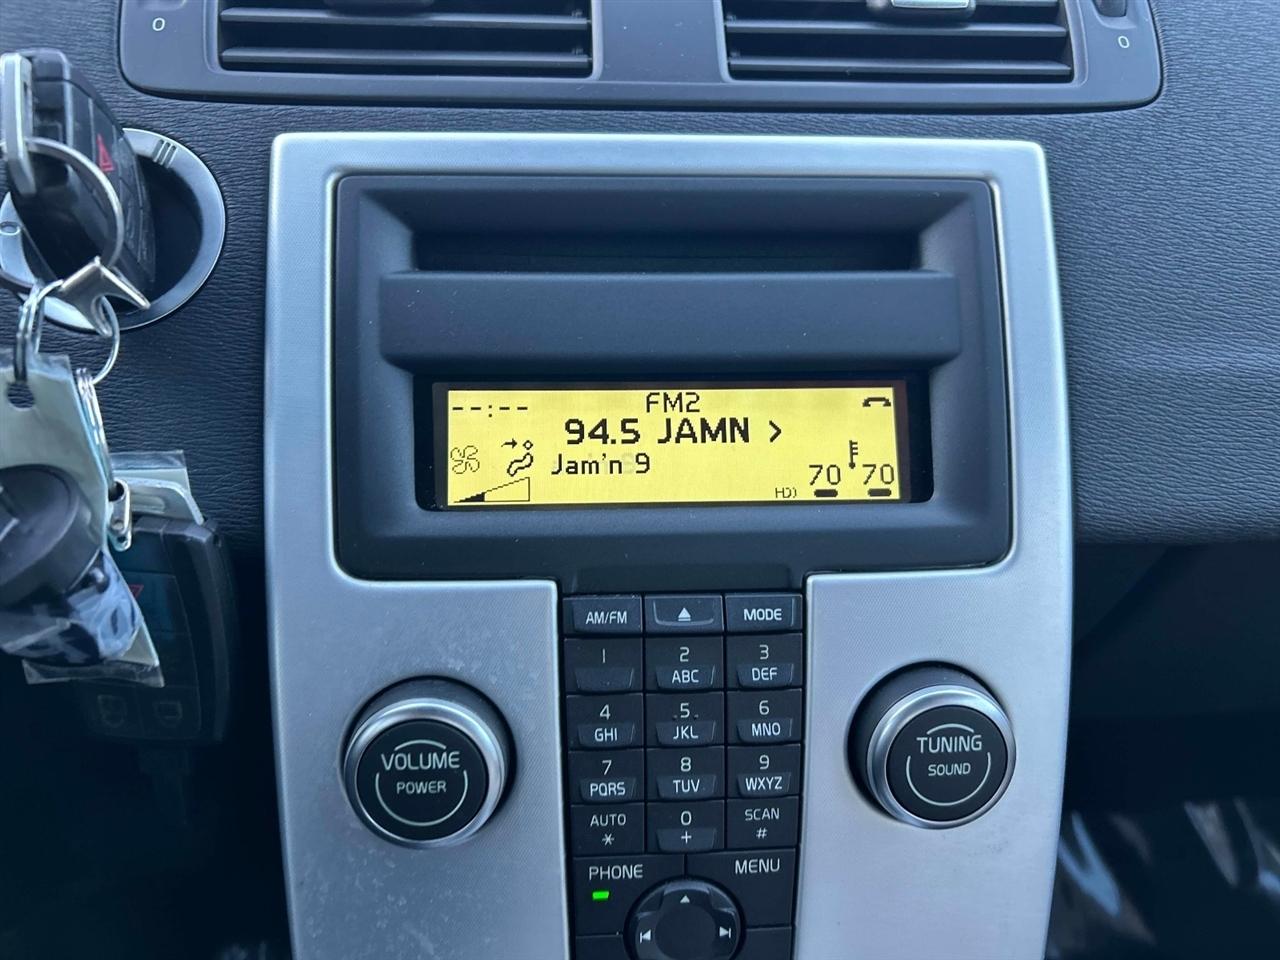 0
0
--:--
FM2
94.5 JAMN >
Jam'n 9
70 70
HD)
AM/FM
MODE
1
2
ABC
3
DEF
4
GHI
5
JKL
6
MNO
7
PQRS
8
TUV
9
WXYZ
AUTO
*
0
+
SCAN
#
PHONE
MENU
VOLUME
POWER
TUNING
SOUND